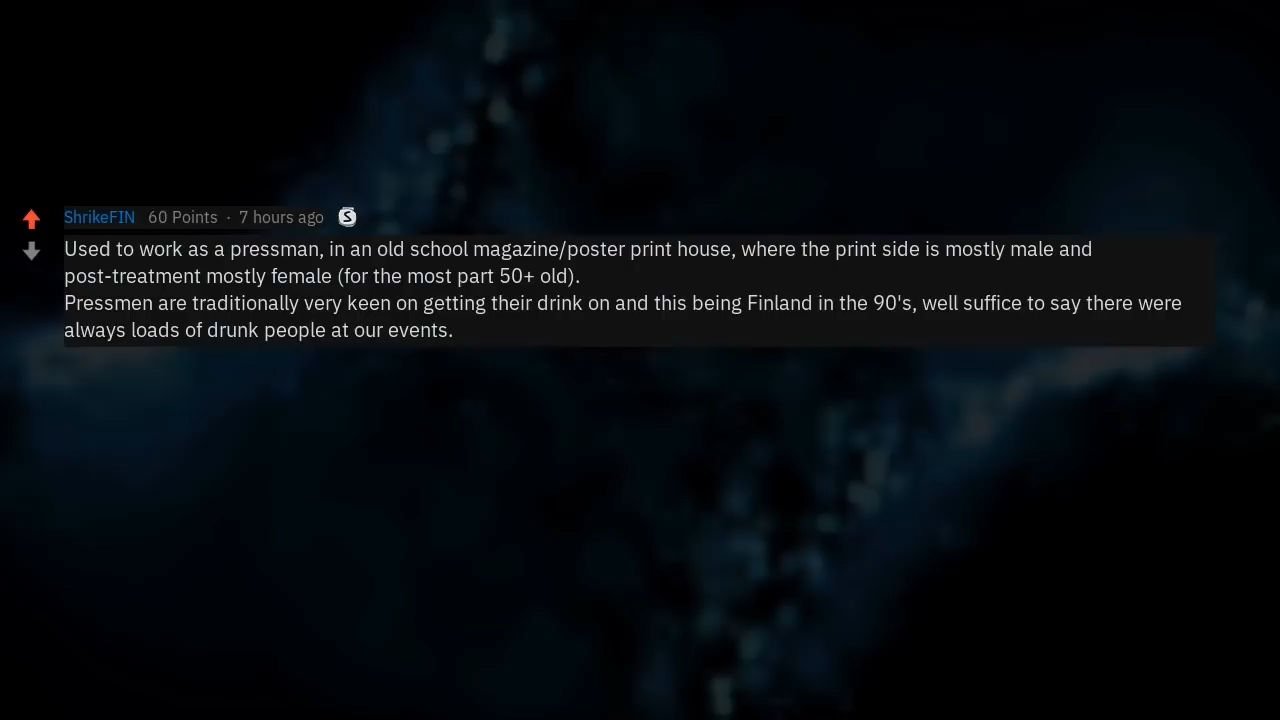 ShrikeFIN 60 Points · 7 hours ago S
Used to work as a pressman, in an old school magazine/poster print house, where the print side is mostly male and
post-treatment mostly female (for the most part 50+ old).
Pressmen are traditionally very keen on getting their drink on and this being Finland in the 90's, well suffice to say there were
always loads of drunk people at our events.